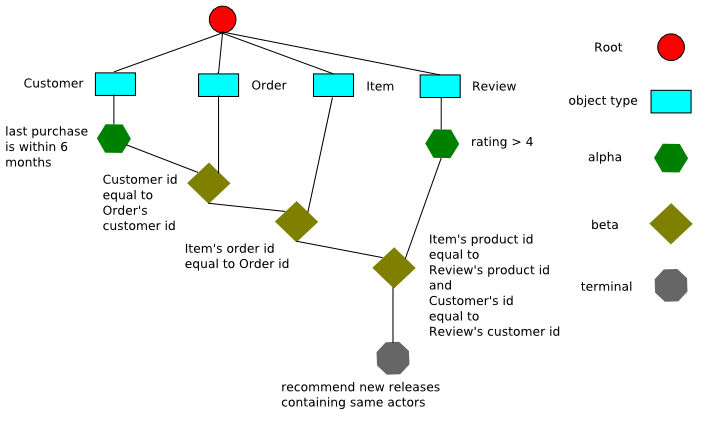 Root
Customer
Order
Item
Review
object type
last purchase
is within 6
months
rating > 4
alpha
Customer id
equal to
Order's
customer id
beta
Item's order id
equal to Order id
Item's product id
equal to
Review's product id
and
Customer's id
equal to
Review's customer id
terminal
recommend new releases
containing same actors